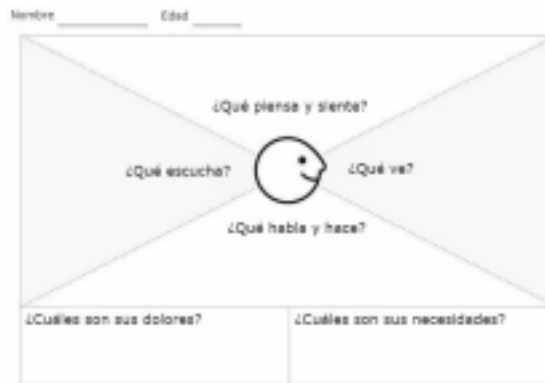 Nombre Edad
¿Qué piensa y siente?
¿Qué escucha? ¿Qué ve?
¿Qué habla y hace?
¿Cuáles son sus dolores? ¿Cuáles son sus necesidades?